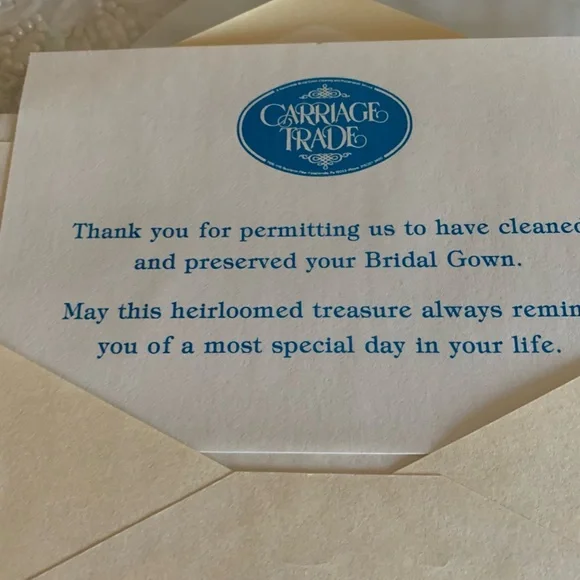 CARRIAGE
TRADE
Thank you for permitting us to have cleaned
and preserved your Bridal Gown.
May this heirloomed treasure always remin
you of a most special day in your life.